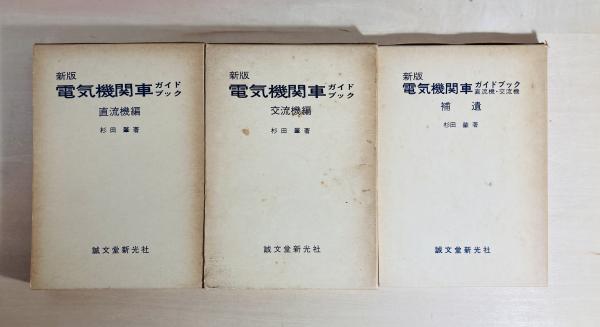 新版
電気機関車ガイドブック
直流機編
杉田肇著
誠文堂新光社
新版
電気機関車ガイドブック
交流機編
杉田肇著
誠文堂新光社
新版
電気機関車ガイドブック
直流機・交流機
補遺
杉田肇著
誠文堂新光社